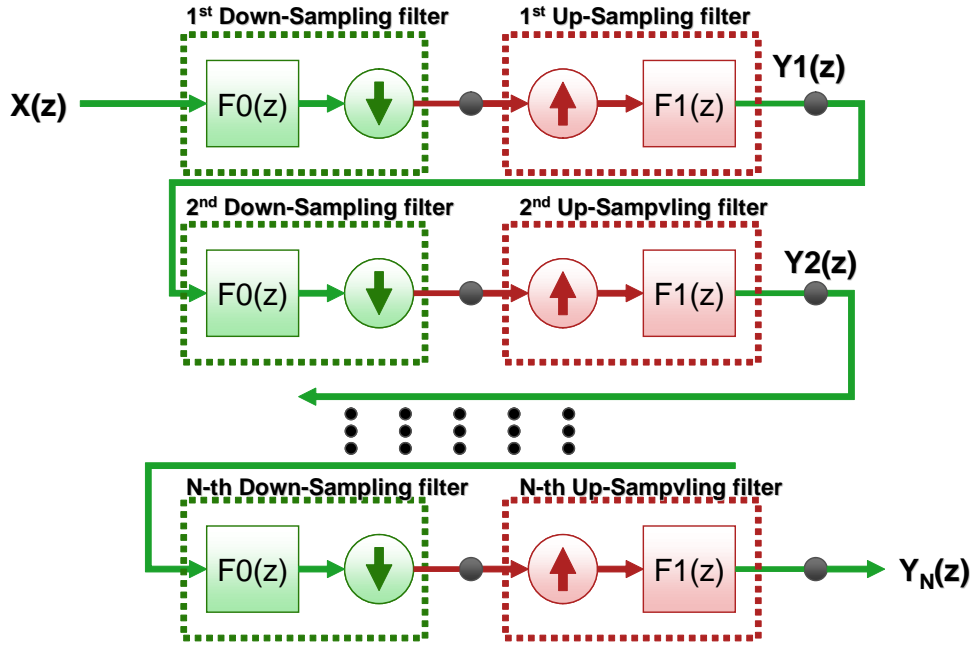 1st Down-Sampling filter
1st Up-Sampling filter
X(z)
F0(z)
F1(z)
Y1(z)
2nd Down-Sampling filter
2nd Up-Sampvling filter
F0(z)
F1(z)
Y2(z)
N-th Down-Sampling filter
N-th Up-Sampvling filter
F0(z)
F1(z)
YN(z)